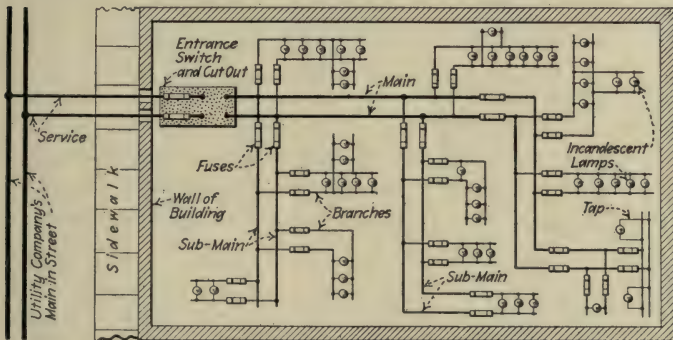 Entrance
Switch
and Cut Out
Main
Service
Fuses
Incandescent
Lamps
Wall of
Building
Branches
Tap
Sub-Main
Sub-Main
Sidewalk
Utility Company's
Main in Street